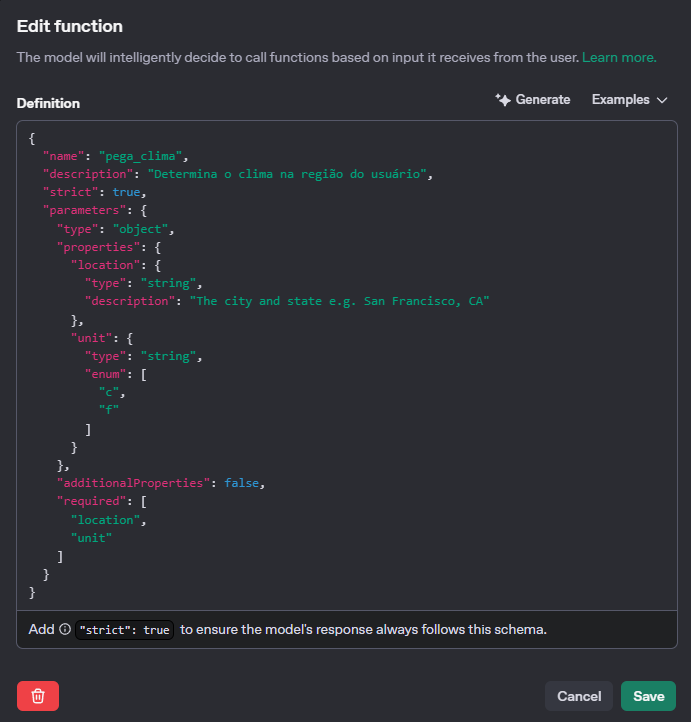 Edit function
The model will intelligently decide to call functions based on input it receives from the user. Learn more.
Definition
Generate
Examples
{
  "name": "pega_clima",
  "description": "Determina o clima na região do usuário",
  "strict": true,
  "parameters": {
    "type": "object",
    "properties": {
      "location": {
        "type": "string",
        "description": "The city and state e.g. San Francisco, CA"
      },
      "unit": {
        "type": "string",
        "enum": [
          "c",
          "f"
        ]
      }
    },
    "additionalProperties": false,
    "required": [
      "location",
      "unit"
    ]
  }
}
Add "strict": true to ensure the model's response always follows this schema.
Cancel
Save